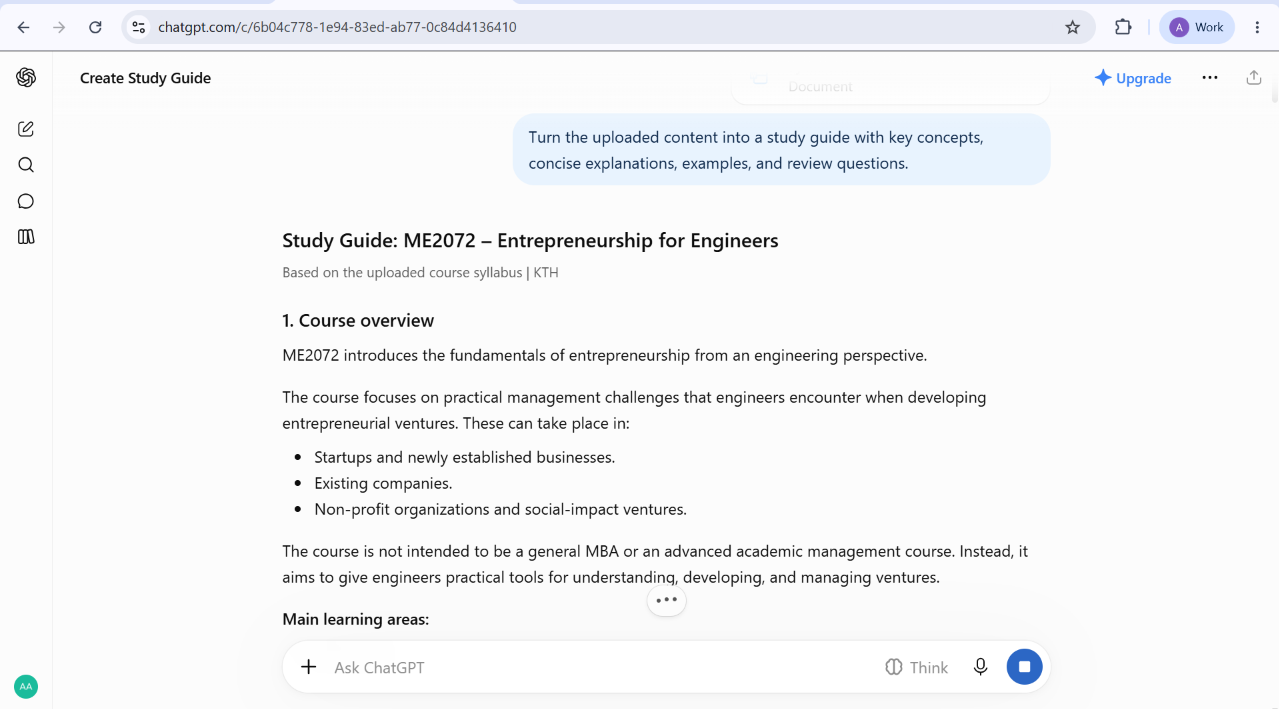 chatgpt.com/c/6b04c778-1e94-83ed-ab77-0c84d4136410
A Work
Create Study Guide
Upgrade
Document
Turn the uploaded content into a study guide with key concepts,
concise explanations, examples, and review questions.
Study Guide: ME2072 – Entrepreneurship for Engineers
Based on the uploaded course syllabus | KTH
1. Course overview
ME2072 introduces the fundamentals of entrepreneurship from an engineering perspective.
The course focuses on practical management challenges that engineers encounter when developing
entrepreneurial ventures. These can take place in:
• Startups and newly established businesses.
• Existing companies.
• Non-profit organizations and social-impact ventures.
The course is not intended to be a general MBA or an advanced academic management course. Instead, it
aims to give engineers practical tools for understanding, developing, and managing ventures.
Main learning areas:
Ask ChatGPT
Think
AA